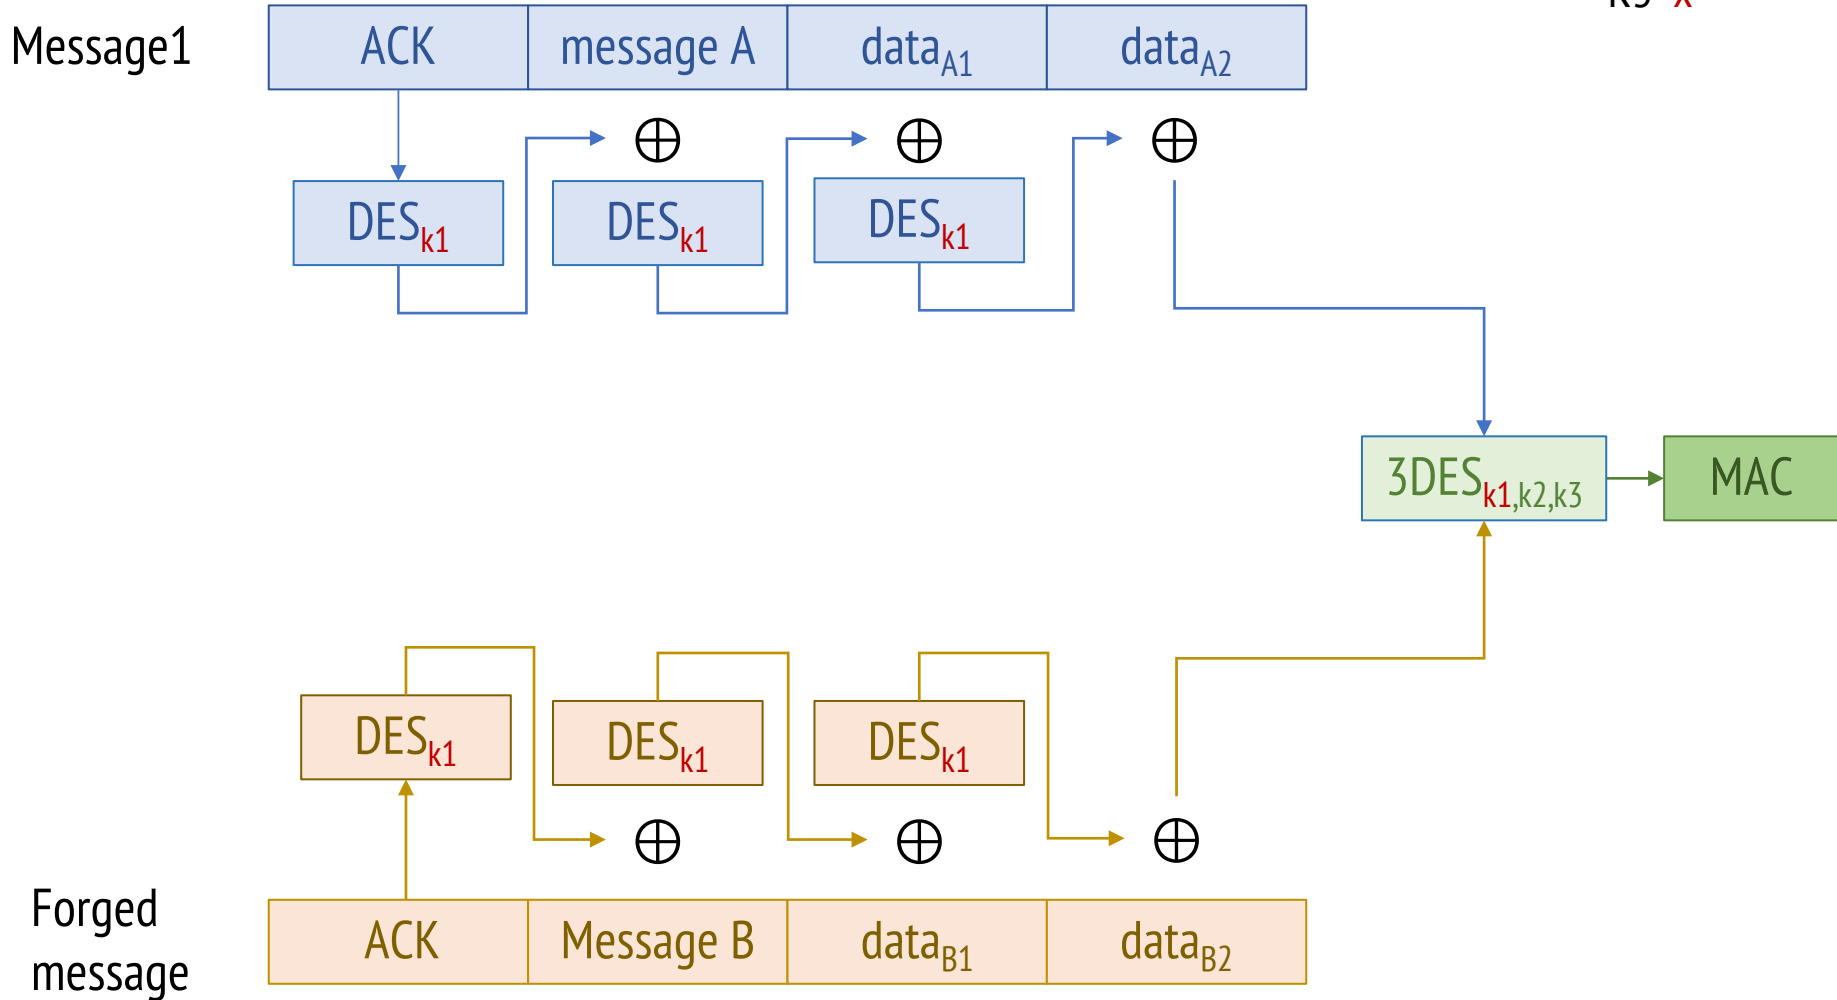 k3 x
Message1 ACK message A dataA1 dataA2
DESk1 DESk1 DESk1
3DESk1,k2,k3 MAC
DESk1 DESk1 DESk1
Forged
message
ACK Message B dataB1 dataB2